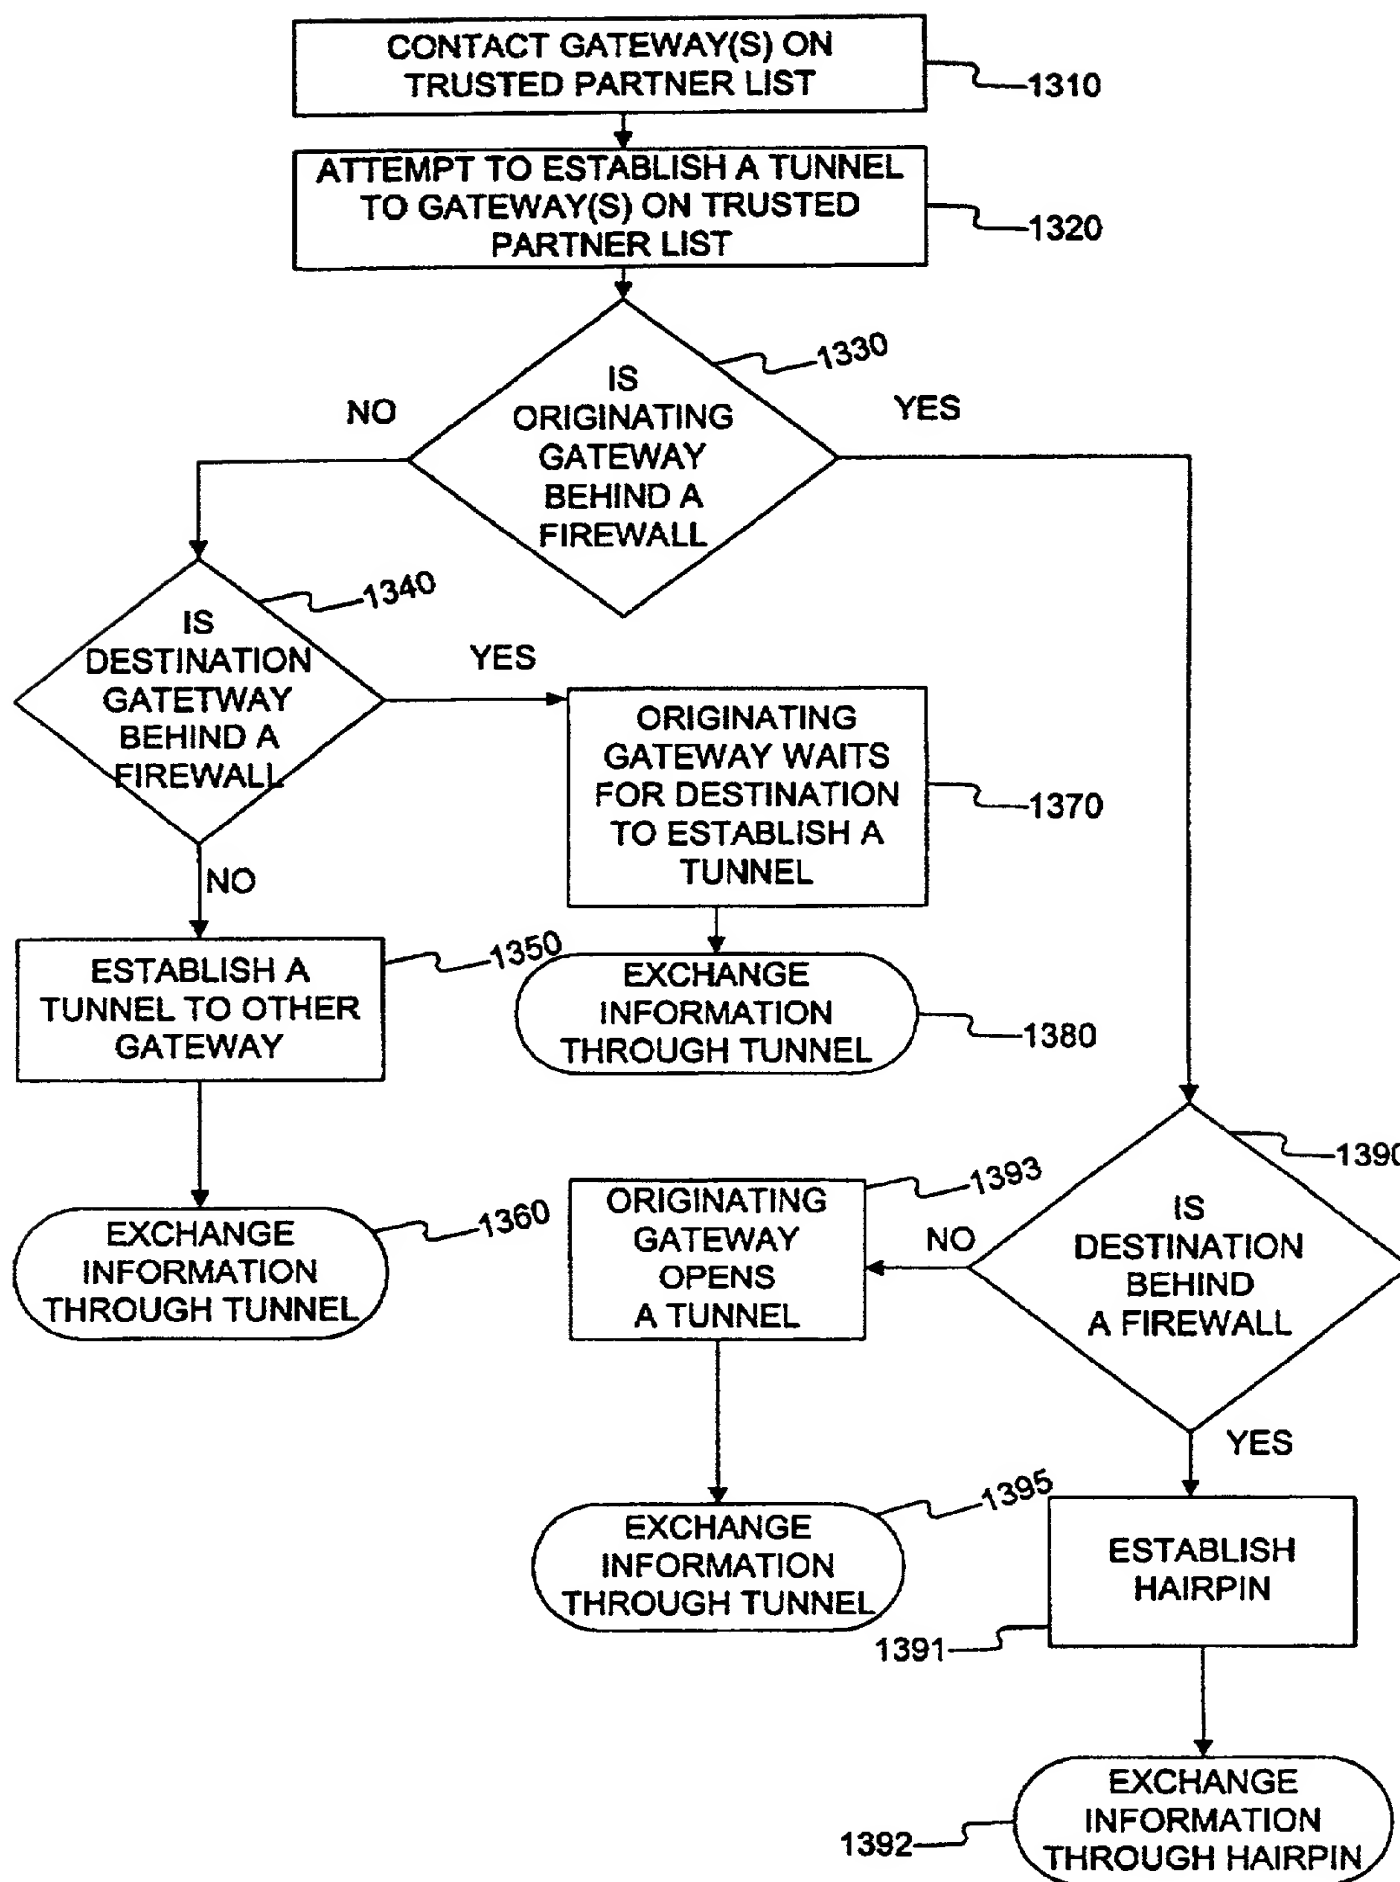 CONTACT GATEWAY(S) ON
TRUSTED PARTNER LIST
1310
ATTEMPT TO ESTABLISH A TUNNEL
TO GATEWAY(S) ON TRUSTED
PARTNER LIST
1320
1330
IS
ORIGINATING
GATEWAY
BEHIND A
FIREWALL
NO
YES
1340
IS
DESTINATION
GATETWAY
BEHIND A
FIREWALL
YES
NO
ORIGINATING
GATEWAY WAITS
FOR DESTINATION
TO ESTABLISH A
TUNNEL
1370
1350
ESTABLISH A
TUNNEL TO OTHER
GATEWAY
EXCHANGE
INFORMATION
THROUGH TUNNEL
1380
1360
EXCHANGE
INFORMATION
THROUGH TUNNEL
1390
IS
DESTINATION
BEHIND
A FIREWALL
NO
1393
ORIGINATING
GATEWAY
OPENS
A TUNNEL
YES
1395
EXCHANGE
INFORMATION
THROUGH TUNNEL
ESTABLISH
HAIRPIN
1391
EXCHANGE
INFORMATION
THROUGH HAIRPIN
1392